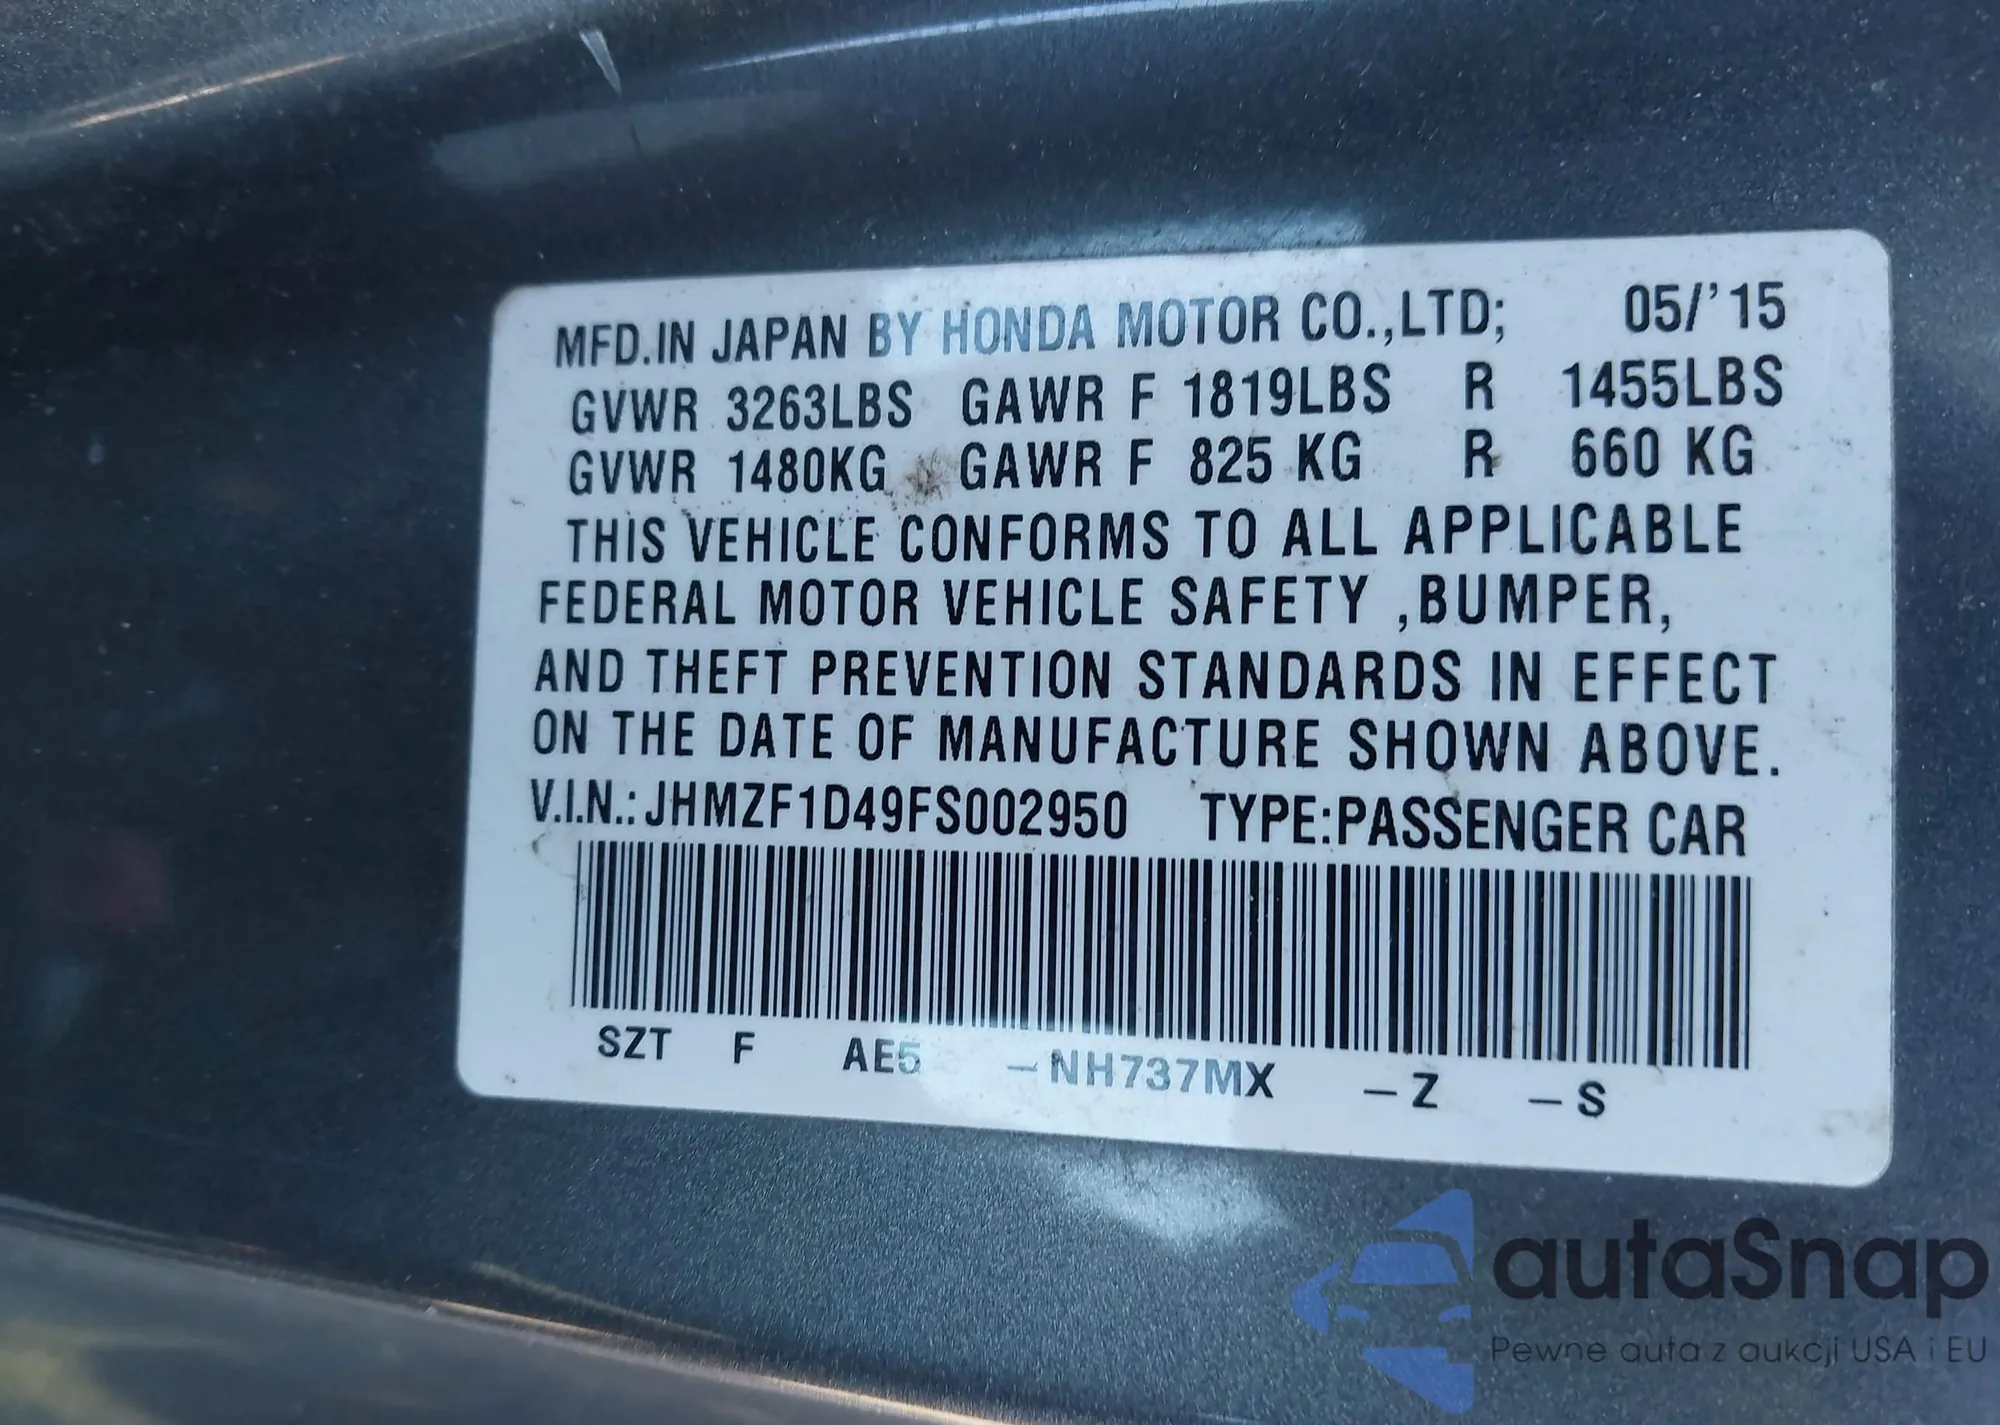 MFD.IN JAPAN BY HONDA MOTOR CO.,LTD; 05/'15
GVWR 3263LBS GAWR F 1819LBS R 1455LBS
GVWR 1480KG GAWR F 825 KG R 660 KG
THIS VEHICLE CONFORMS TO ALL APPLICABLE
FEDERAL MOTOR VEHICLE SAFETY ,BUMPER,
AND THEFT PREVENTION STANDARDS IN EFFECT
ON THE DATE OF MANUFACTURE SHOWN ABOVE.
V.I.N.: JHMZF1D49FS002950 TYPE:PASSENGER CAR
SZT F AE5 -NH737MX -Z -S
autaSnap
Pewne auta z aukcji USA i EU